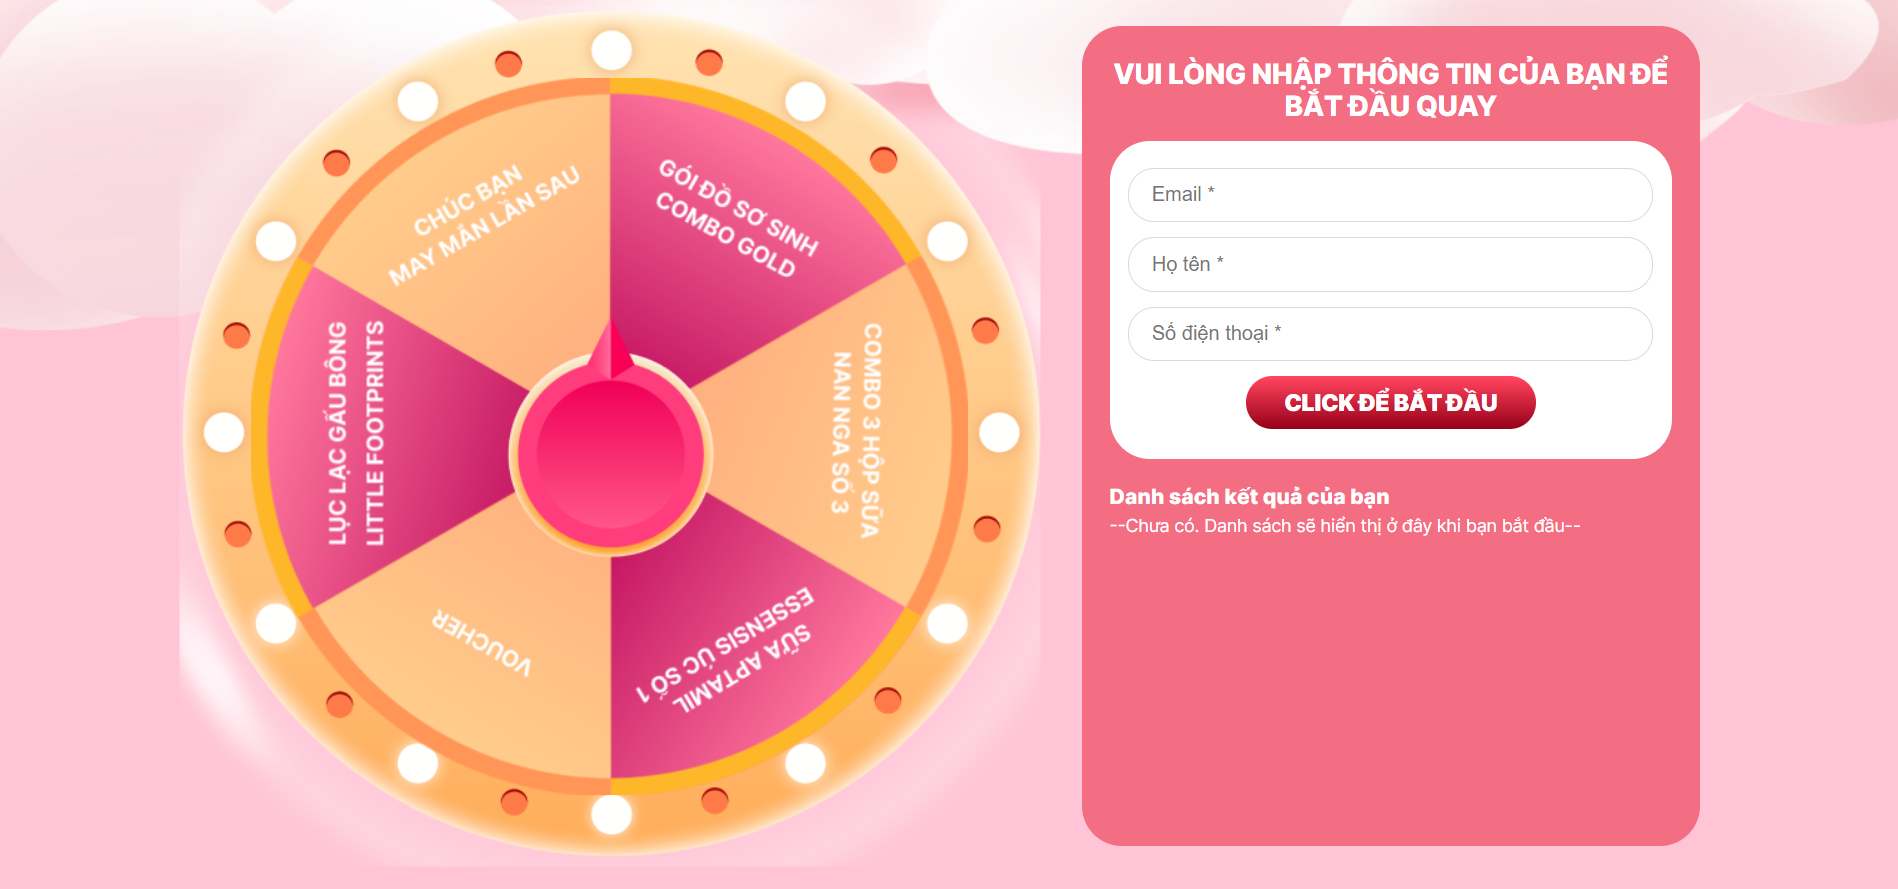 CHÚC BẠN
MAY MẮN LẦN SAU
GÓI ĐỒ SƠ SINH
COMBO GOLD
COMBO 3 HỘP SỮA
NAN NGA SỐ 3
SỮA APTAMIL
ESSENSIS ÚC SỐ 1
VOUCHER
LỤC LẠC GẤU BÔNG
LITTLE FOOTPRINTS
VUI LÒNG NHẬP THÔNG TIN CỦA BẠN ĐỂ
BẮT ĐẦU QUAY
Email *
Họ tên *
Số điện thoại *
CLICK ĐỂ BẮT ĐẦU
Danh sách kết quả của bạn
--Chưa có. Danh sách sẽ hiển thị ở đây khi bạn bắt đầu--